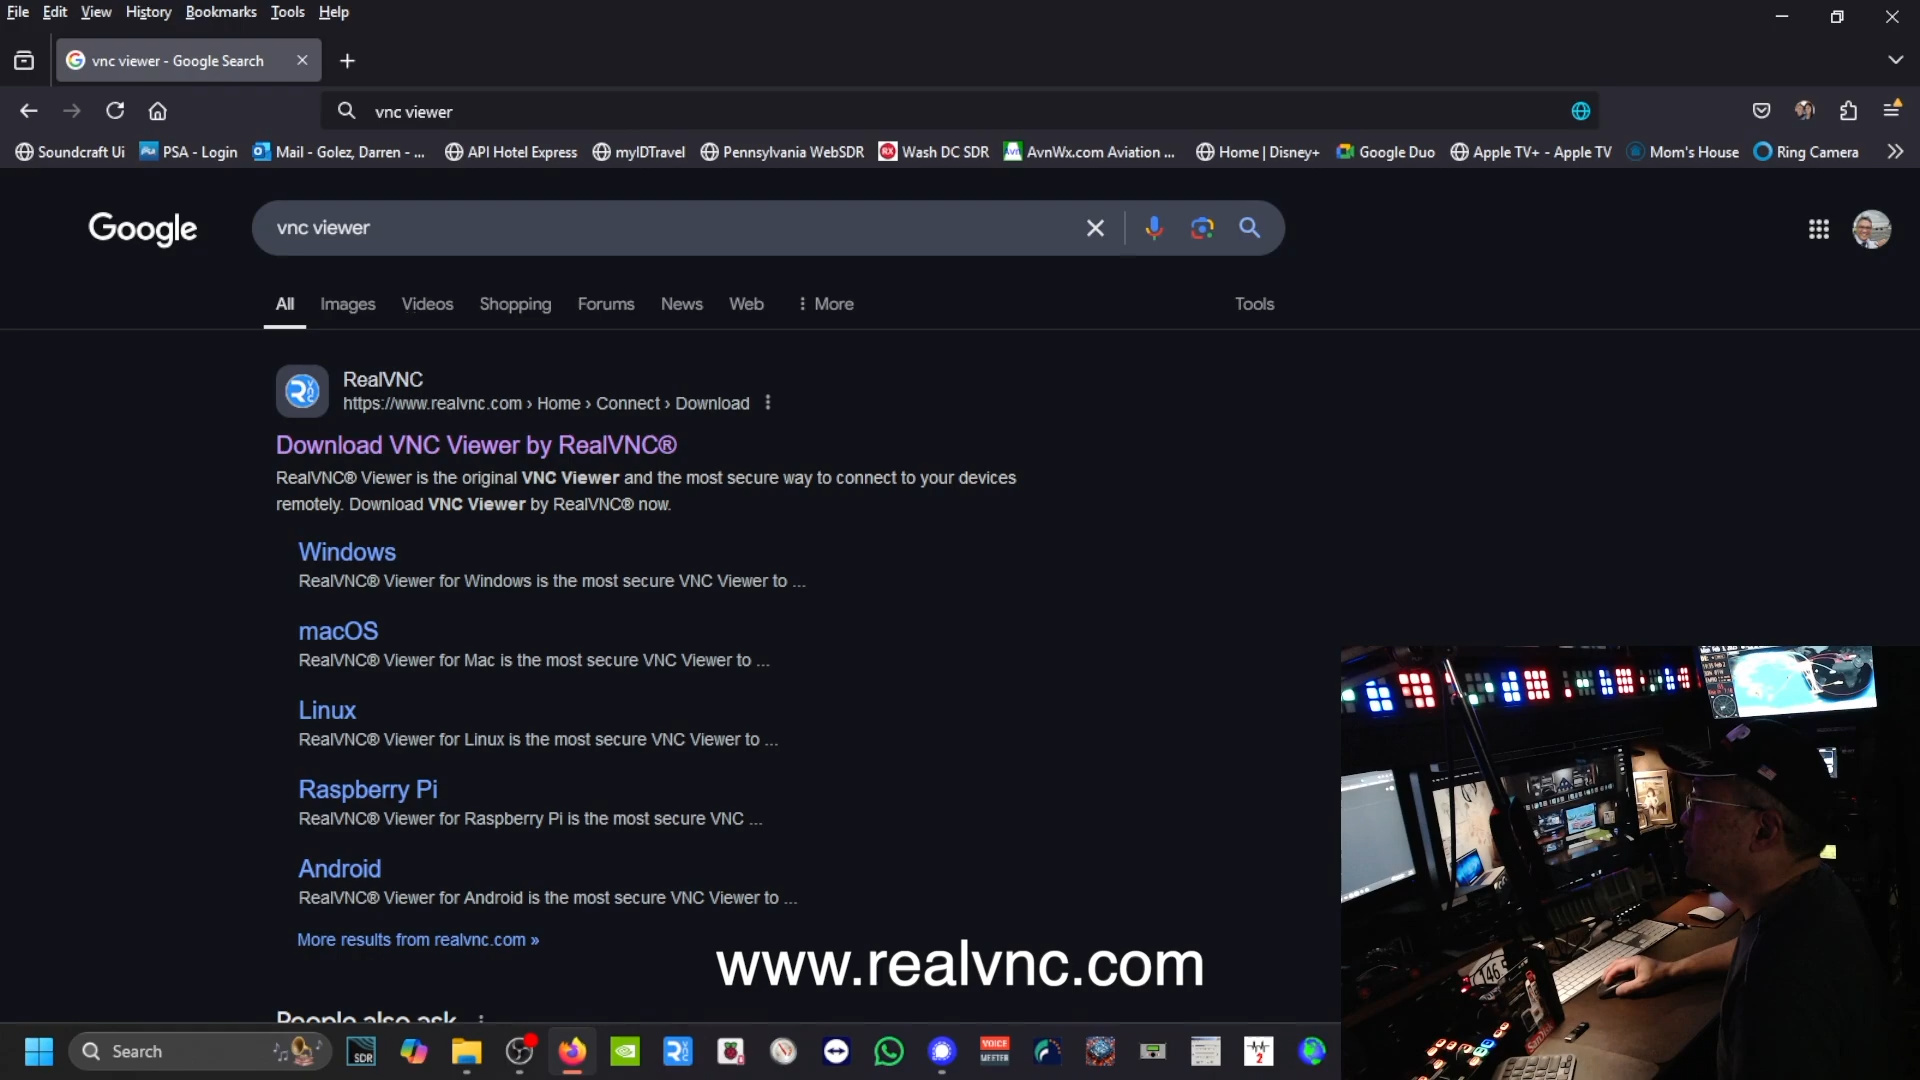 File Edit View History Bookmarks Tools Help
vnc viewer - Google Search
vnc viewer
Soundcraft Ui PSA - Login Mail - Golez, Darren - ... API Hotel Express myIDTravel Pennsylvania WebSDR Wash DC SDR AvnWx.com Aviation ... Home | Disney+ Google Duo Apple TV+ - Apple TV Mom's House Ring Camera
Google
vnc viewer
All Images Videos Shopping Forums News Web More Tools
RealVNC
https://www.realvnc.com › Home › Connect › Download
Download VNC Viewer by RealVNC®
RealVNC® Viewer is the original VNC Viewer and the most secure way to connect to your devices
remotely. Download VNC Viewer by RealVNC® now.
Windows
RealVNC® Viewer for Windows is the most secure VNC Viewer to ...
macOS
RealVNC® Viewer for Mac is the most secure VNC Viewer to ...
Linux
RealVNC® Viewer for Linux is the most secure VNC Viewer to ...
Raspberry Pi
RealVNC® Viewer for Raspberry Pi is the most secure VNC ...
Android
RealVNC® Viewer for Android is the most secure VNC Viewer to ...
More results from realvnc.com »
www.realvnc.com
People also ask
Search
SDR
VOICE
MEETER
2
146